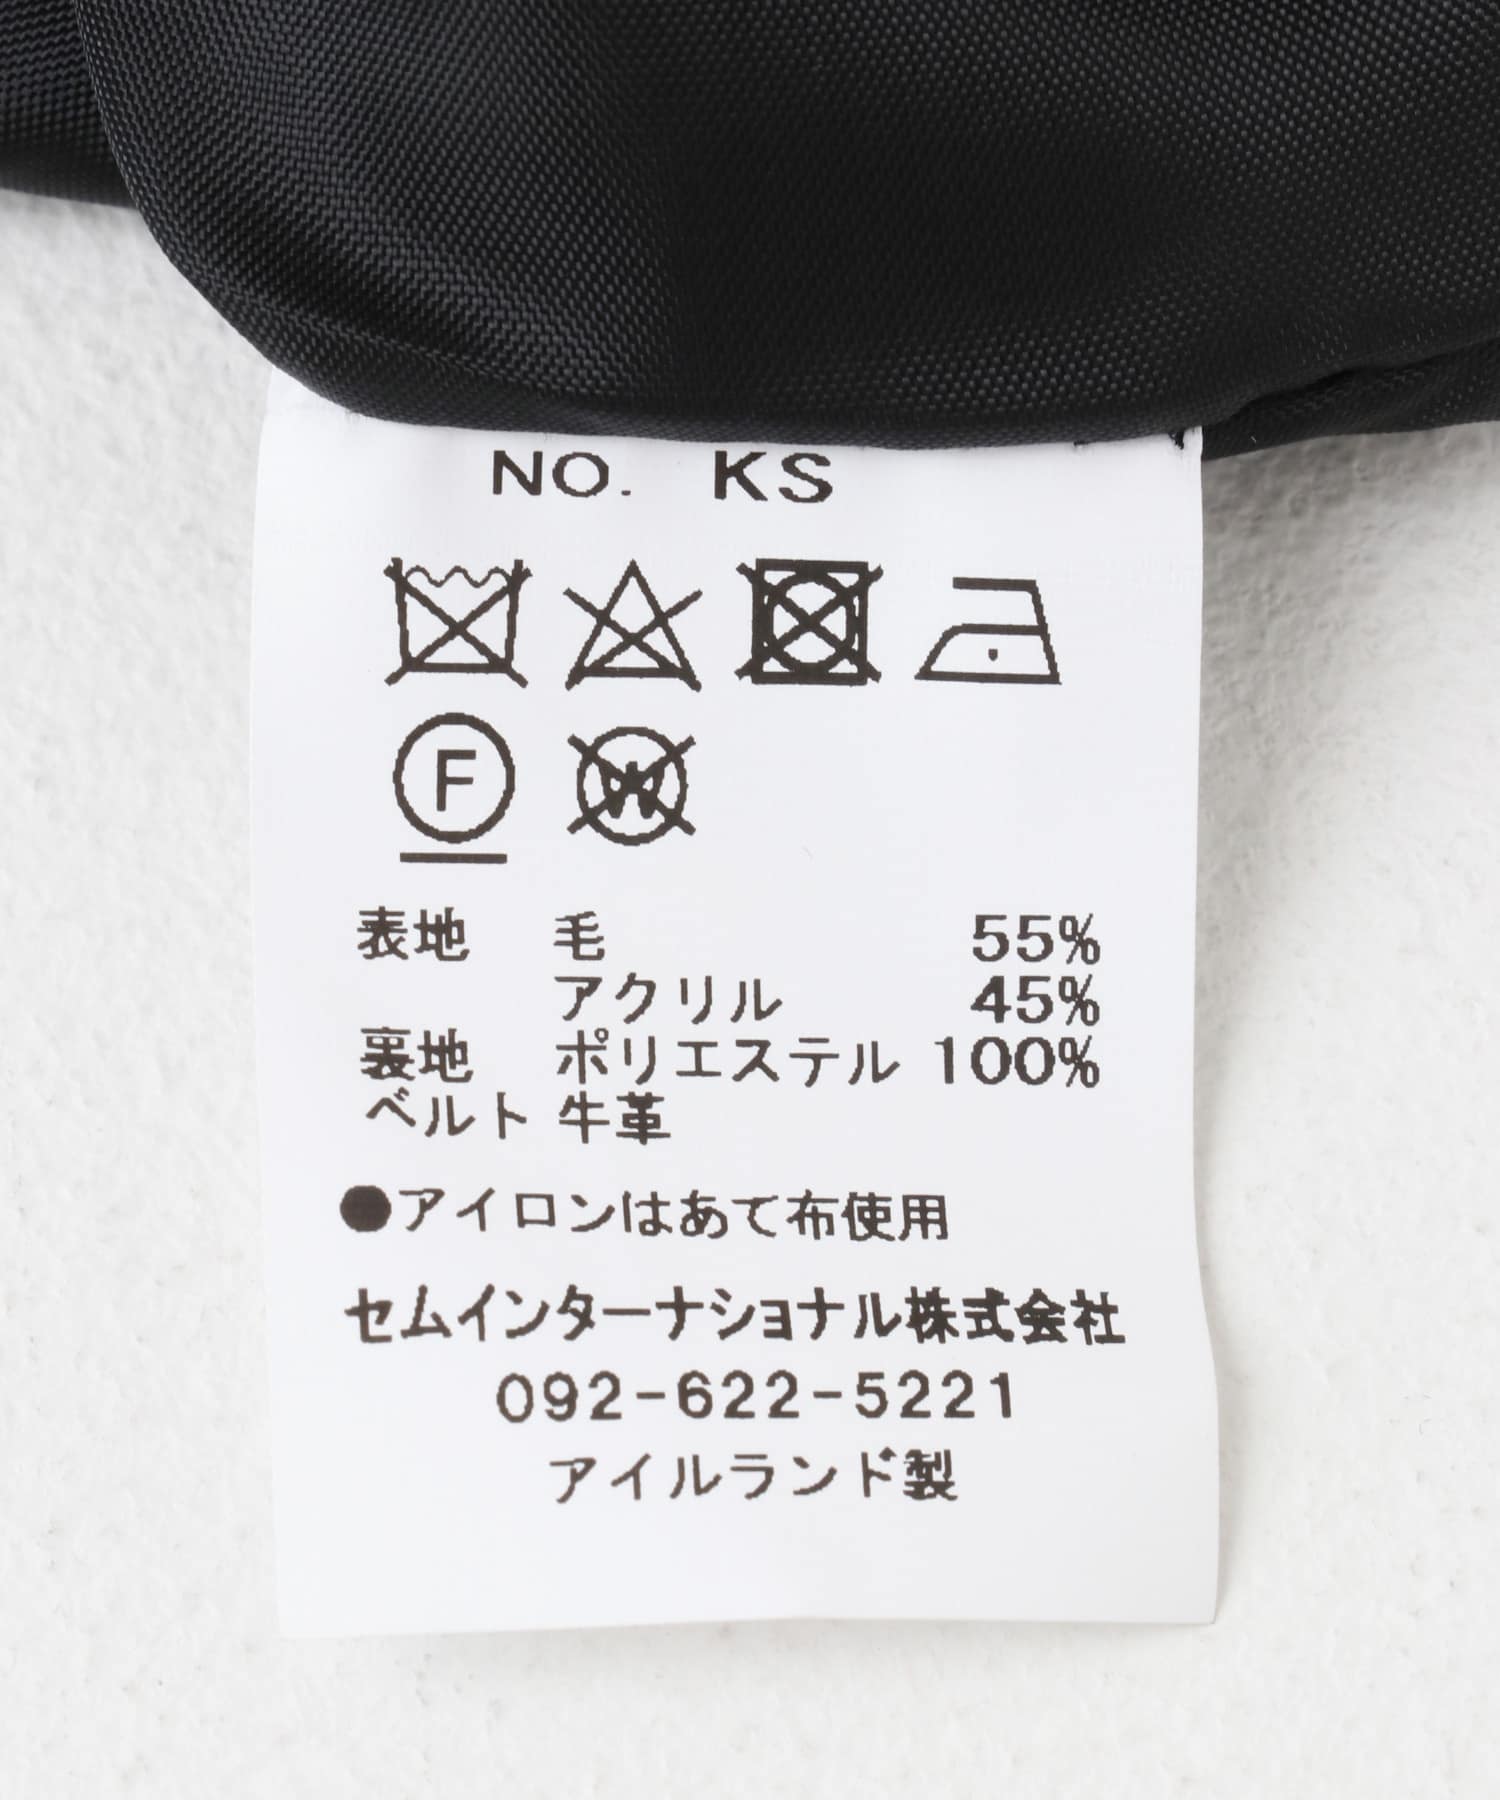 NO. KS
F
W
表地 毛 55%
アクリル 45%
裏地 ポリエステル 100%
ベルト 牛革
●アイロンはあて布使用
セムインターナショナル株式会社
092-622-5221
アイルランド製